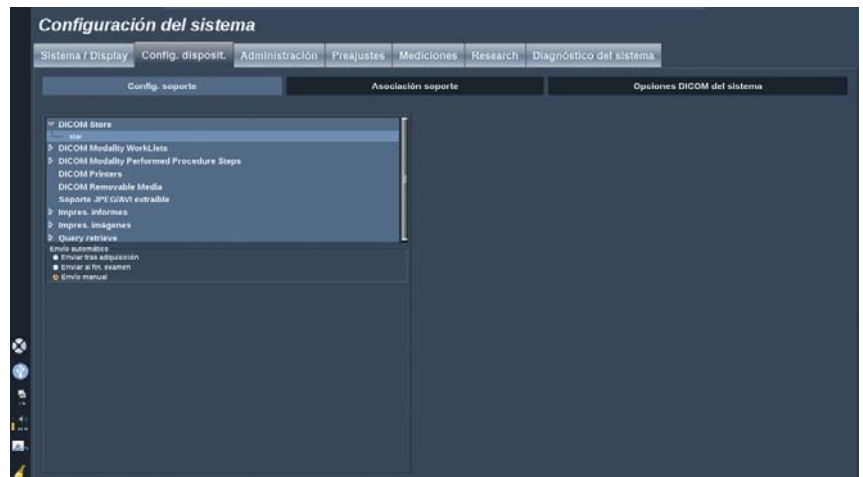 Configuración del sistema
Sistema / Display Config. disposit. Administración Preajustes Mediciones Research Diagnóstico del sistema
Config. soporte Asociación soporte Opciones DICOM del sistema
DICOM Store
star
DICOM Modality WorkLists
DICOM Modality Performed Procedure Steps
DICOM Printers
DICOM Removable Media
Soporte JPEG/AVI extraíble
Impres. informes
Impres. imágenes
Query retrieve
Envío automático
Enviar tras adquisición
Enviar al fin. examen
Envío manual